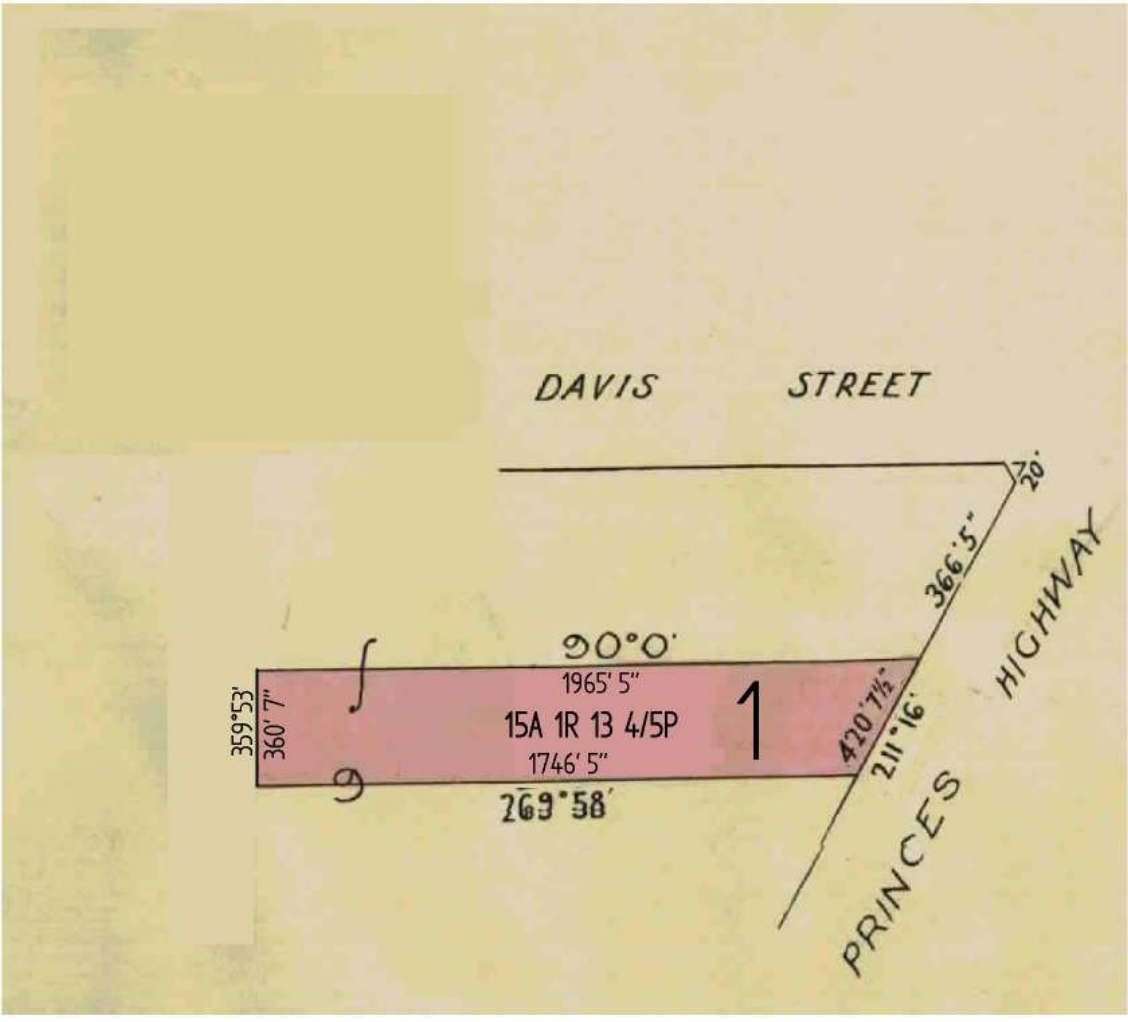 DAVIS STREET
20'
366' 5"
HIGHWAY
90°0'
1965' 5"
359°53'
360' 7"
15A 1R 13 4/5P
1
420' 7½"
211°16'
1746' 5"
269°58'
PRINCES